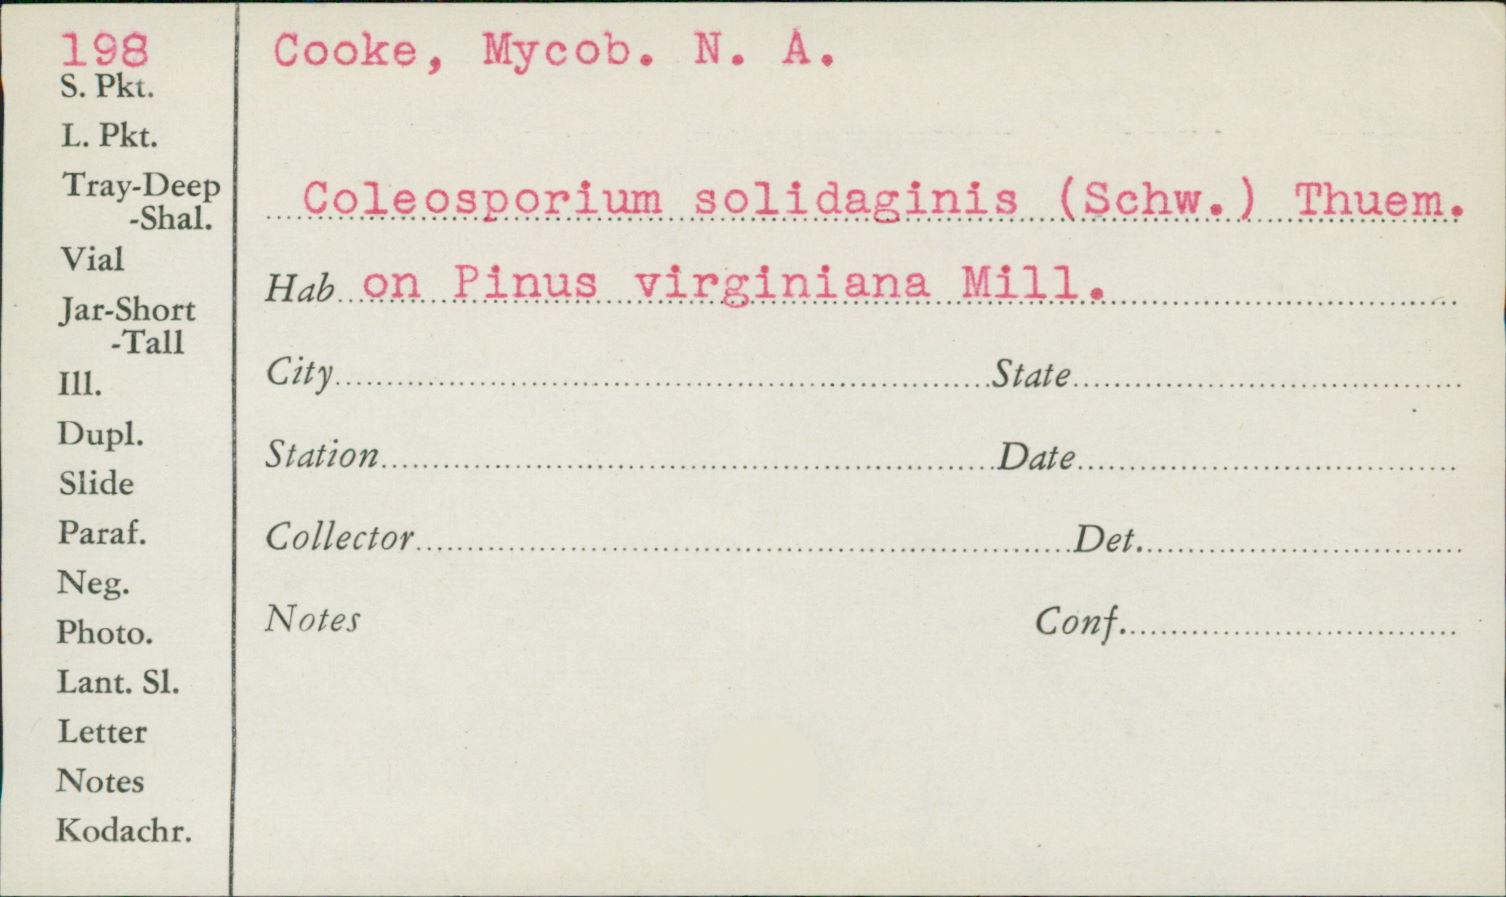 198
S. Pkt.
L. Pkt.
Tray-Deep
-Shal.
Vial
Jar-Short
-Tall
Ill.
Dupl.
Slide
Paraf.
Neg.
Photo.
Lant. Sl.
Letter
Notes
Kodachr.
Cooke, Mycob. N. A.
Coleosporium solidaginis (Schw.) Thuem.
Hab on Pinus virginiana Mill.
City State
Station Date
Collector Det.
Notes Conf.